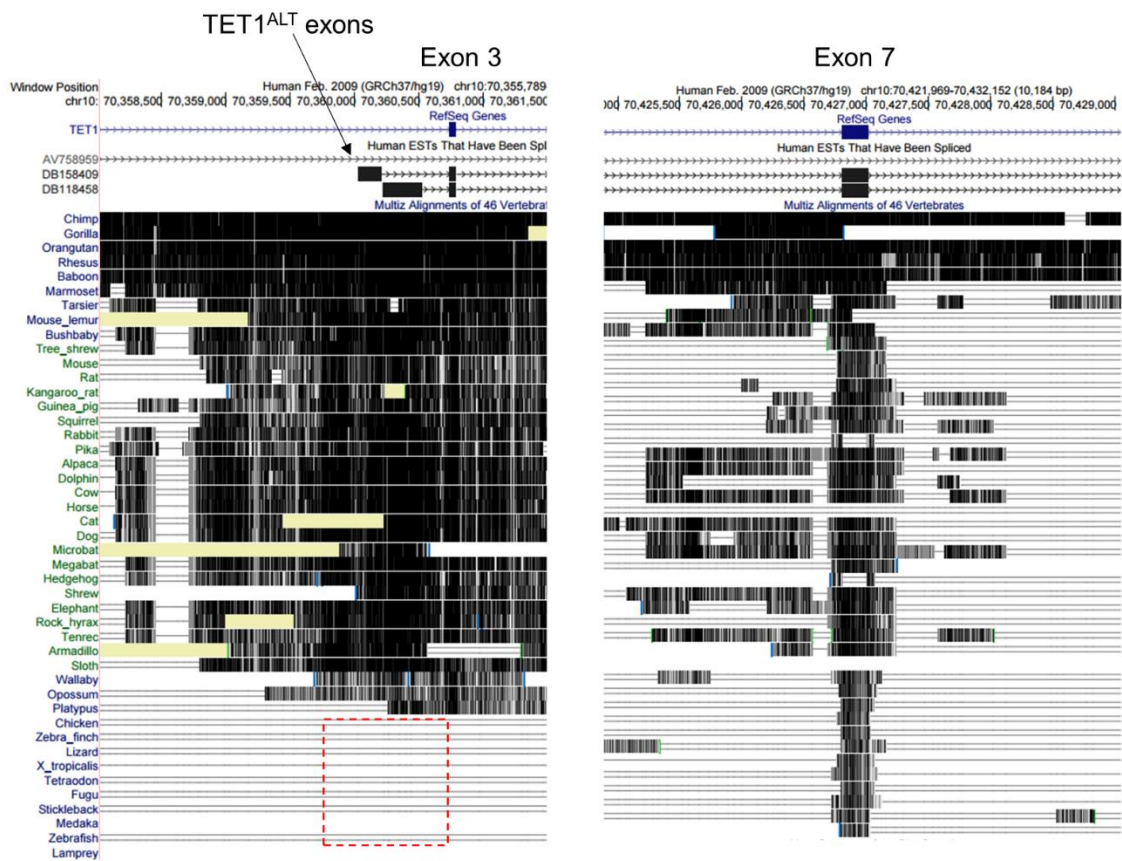 TET1ALT exons
Exon 3
Exon 7
Window Position
Human Feb. 2009 (GRCh37/hg19) chr10:70,355,789
chr10: 70,358,500 70,359,000 70,359,500 70,360,000 70,360,500 70,361,000 70,361,500
RefSeq Genes
TET1
Human ESTs That Have Been Spl
AV758959
DB158409
DB118458
Multiz Alignments of 46 Vertebrat
Human Feb. 2009 (GRCh37/hg19) chr10:70,421,969-70,432,152 (10,184 bp)
00 70,425,500 70,426,000 70,426,500 70,427,000 70,427,500 70,428,000 70,428,500 70,429,000
RefSeq Genes
Human ESTs That Have Been Spliced
Multiz Alignments of 46 Vertebrates
Chimp
Gorilla
Orangutan
Rhesus
Baboon
Marmoset
Tarsier
Mouse_lemur
Bushbaby
Tree_shrew
Mouse
Rat
Kangaroo_rat
Guinea_pig
Squirrel
Rabbit
Pika
Alpaca
Dolphin
Cow
Horse
Cat
Dog
Microbat
Megabat
Hedgehog
Shrew
Elephant
Rock_hyrax
Tenrec
Armadillo
Sloth
Wallaby
Opossum
Platypus
Chicken
Zebra_finch
Lizard
X_tropicalis
Tetraodon
Fugu
Stickleback
Medaka
Zebrafish
Lamprey